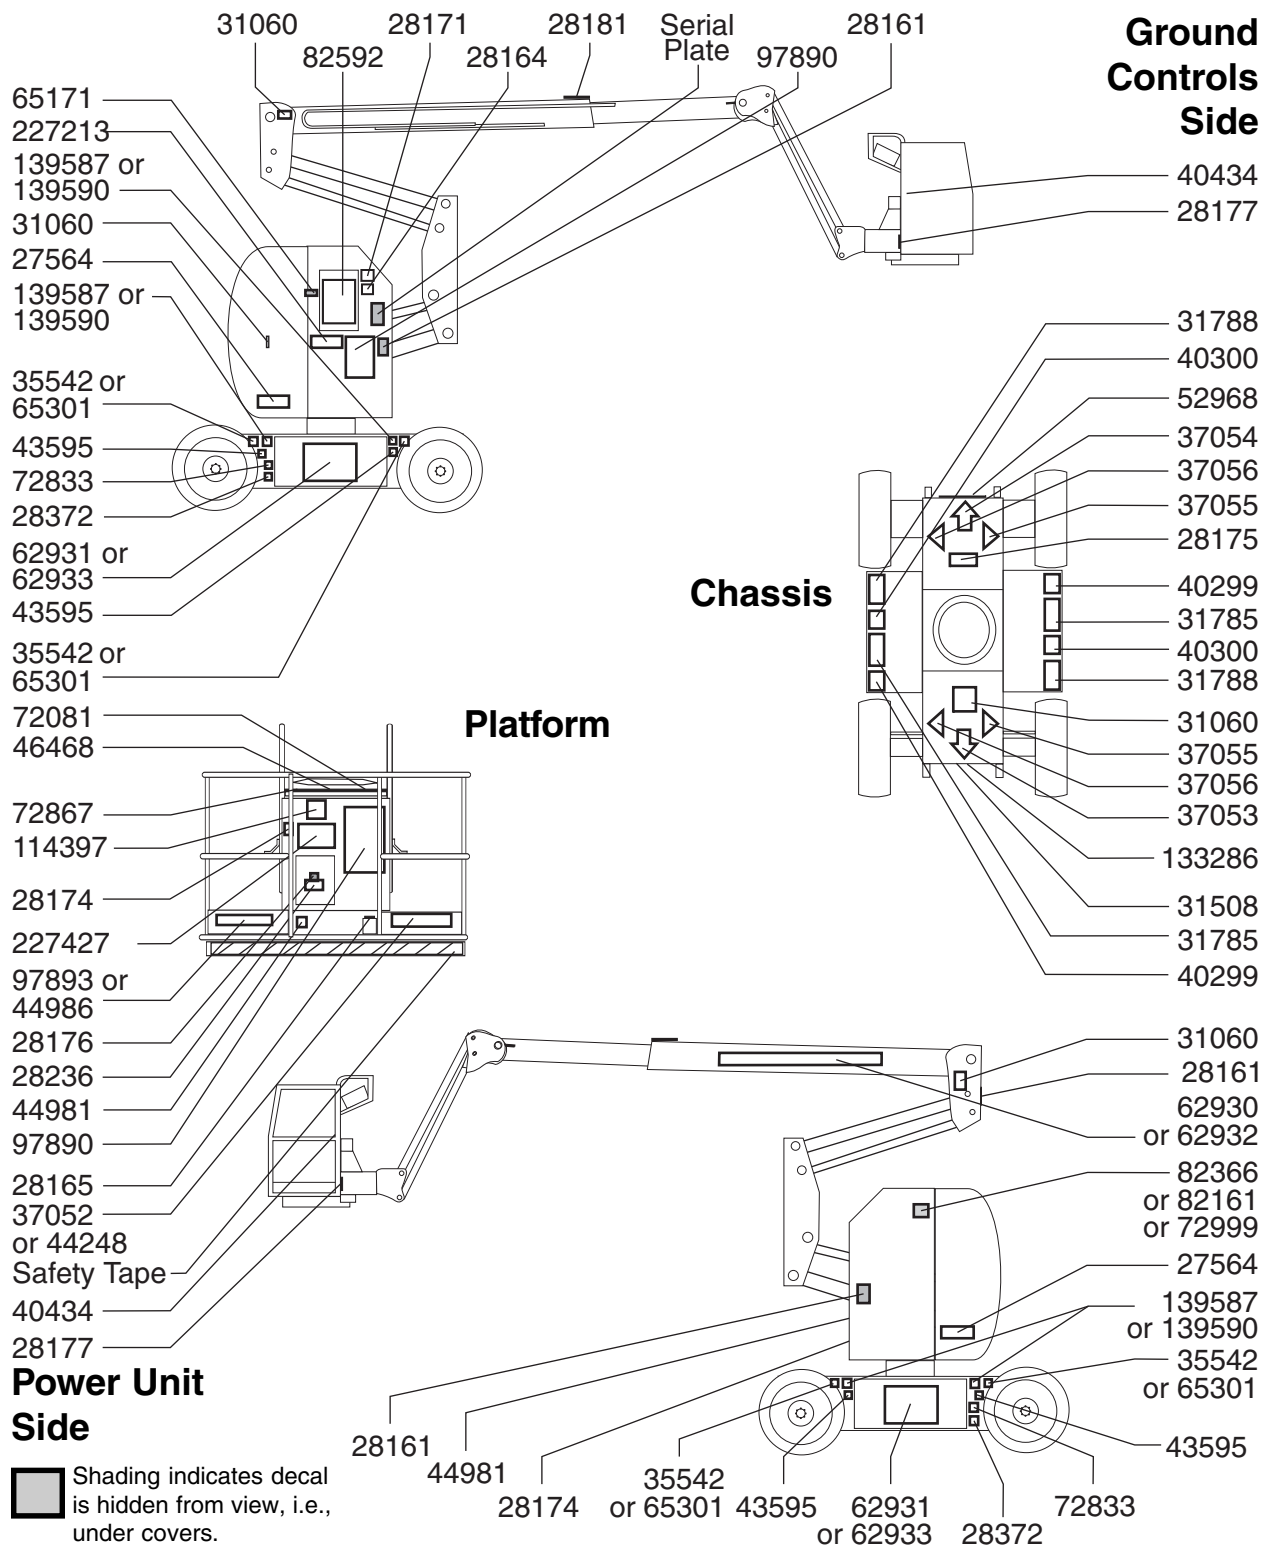 31060
28171
28181
Serial
Plate
28161
82592
28164
97890
Ground
Controls
Side
65171
227213
139587 or
139590
31060
27564
139587 or
139590
35542 or
65301
43595
72833
28372
62931 or
62933
43595
35542 or
65301
40434
28177
Chassis
31788
40300
52968
37054
37056
37055
28175
40299
31785
40300
31788
31060
37055
37056
37053
133286
31508
31785
40299
Platform
72081
46468
72867
114397
28174
227427
97893 or
44986
28176
28236
44981
97890
28165
37052
or 44248
Safety Tape
40434
28177
Power Unit
Side
Shading indicates decal
is hidden from view, i.e.,
under covers.
31060
28161
62930
or 62932
82366
or 82161
or 72999
27564
139587
or 139590
35542
or 65301
43595
28161
44981
28174
35542
or 65301
43595
62931
or 62933
28372
72833